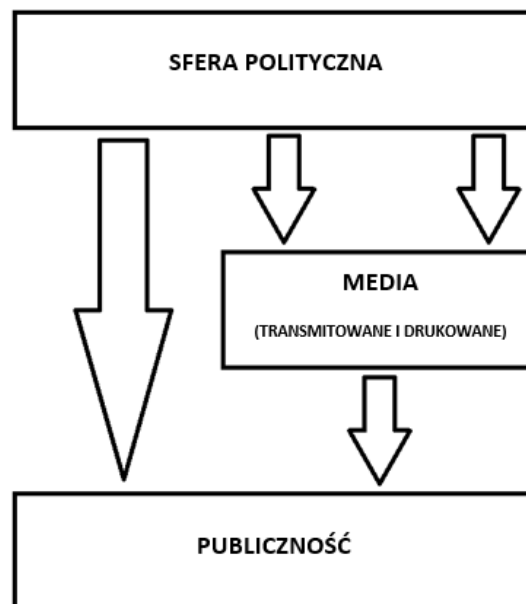 SFERA POLITYCZNA
MEDIA
(TRANSMITOWANE I DRUKOWANE)
PUBLICZNOŚĆ